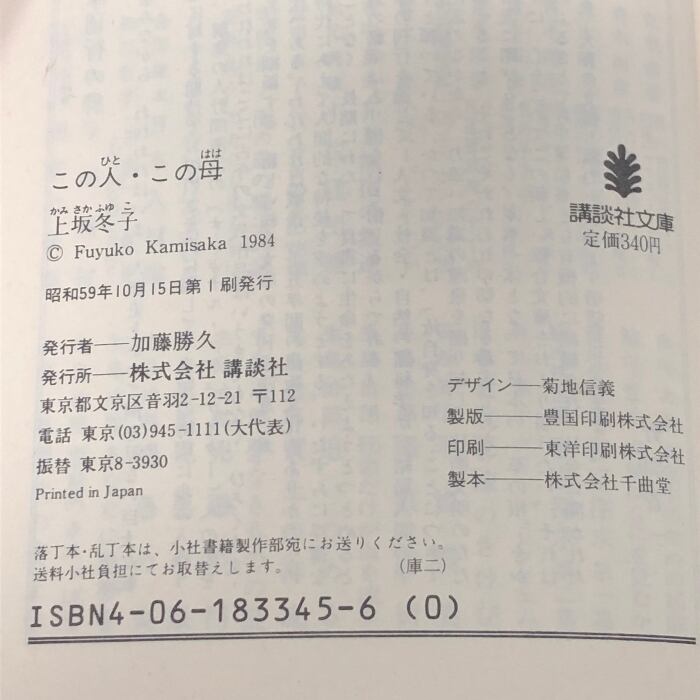 この人・この母
ひと
はは
上坂冬子
かみさかふゆこ
© Fuyuko Kamisaka 1984
講談社文庫
定価340円
昭和59年10月15日第1刷発行
発行者──加藤勝久
発行所──株式会社 講談社
東京都文京区音羽2-12-21 〒112
電話 東京(03)945-1111(大代表)
振替 東京8-3930
Printed in Japan
デザイン──菊地信義
製版────豊国印刷株式会社
印刷────東洋印刷株式会社
製本────株式会社千曲堂
落丁本・乱丁本は、小社書籍製作部宛にお送りください。
送料小社負担にてお取替えします。 (庫二)
ISBN4-06-183345-6 (0)